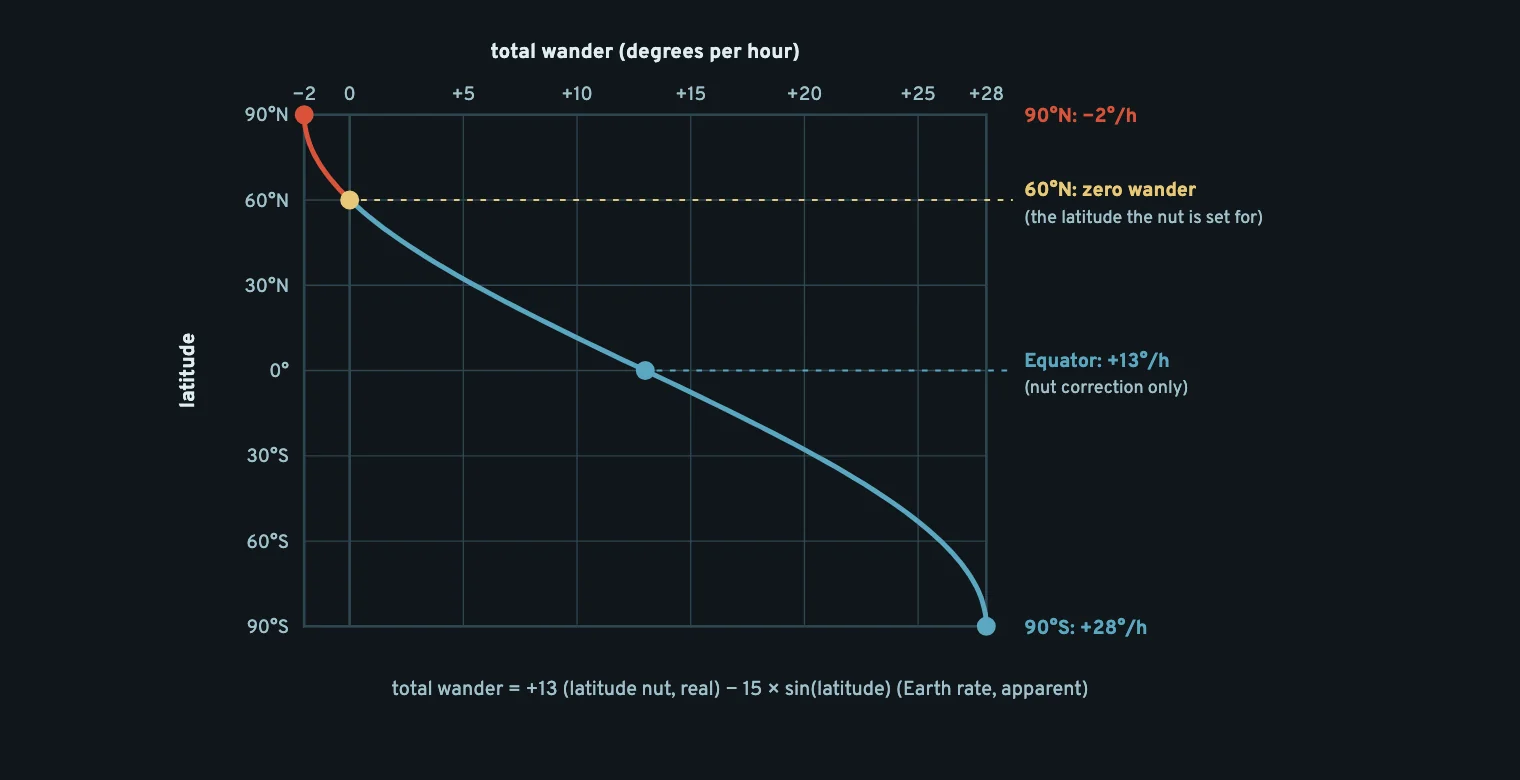 total wander (degrees per hour)
−2 0 +5 +10 +15 +20 +25 +28
90°N
90°N: −2°/h
60°N
60°N: zero wander
(the latitude the nut is set for)
30°N
latitude
0°
Equator: +13°/h
(nut correction only)
30°S
60°S
90°S
90°S: +28°/h
total wander = +13 (latitude nut, real) − 15 × sin(latitude) (Earth rate, apparent)